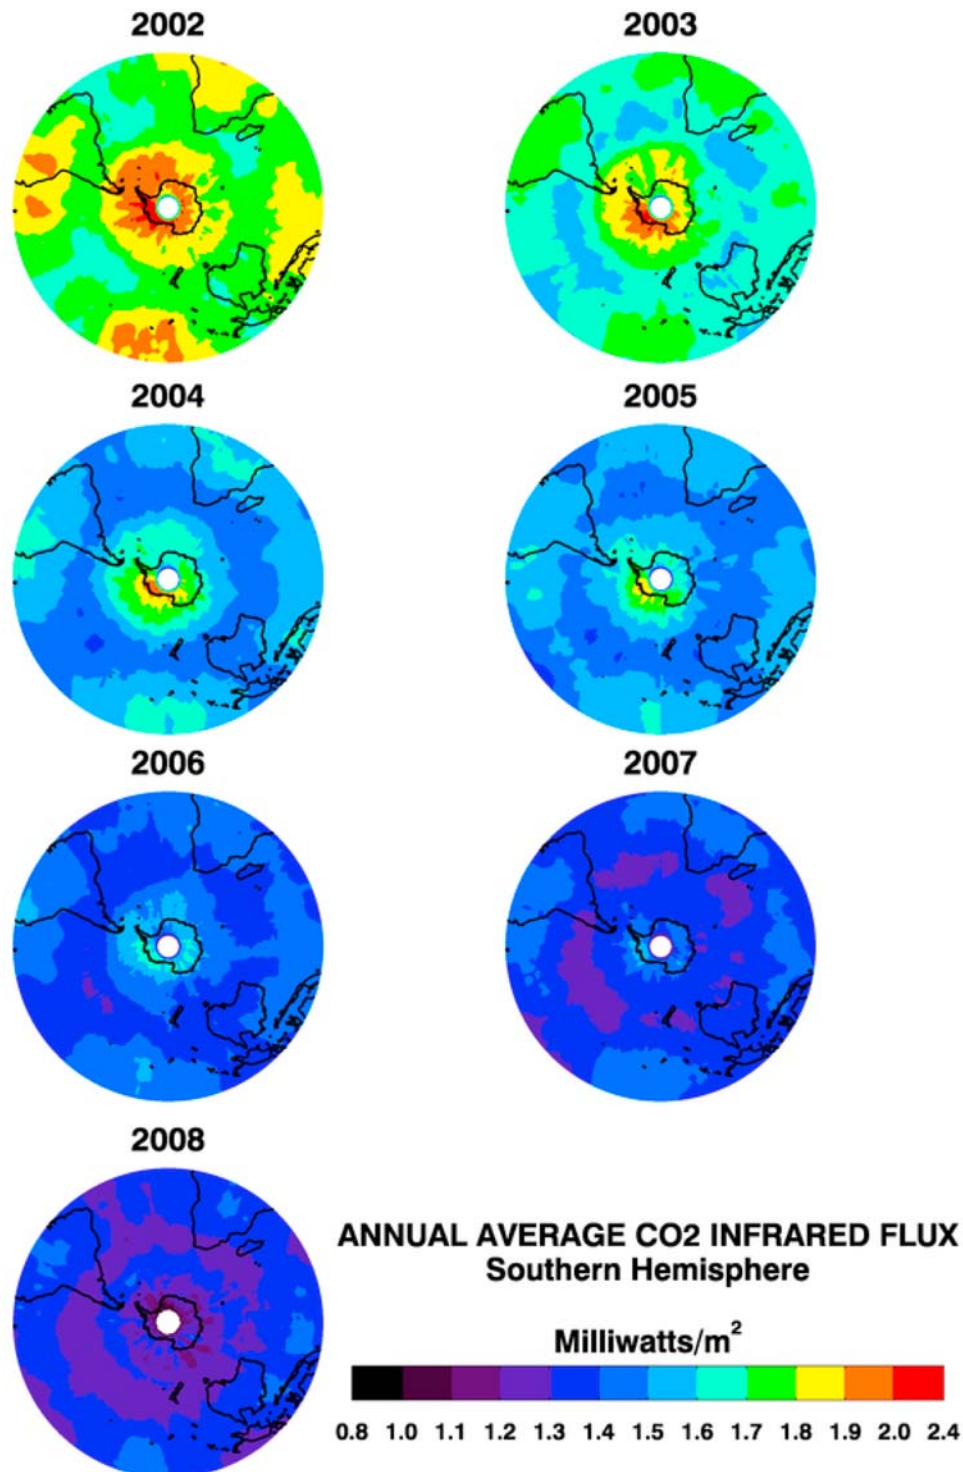 2002
2003
2004
2005
2006
2007
2008
ANNUAL AVERAGE CO2 INFRARED FLUX
Southern Hemisphere
Milliwatts/m²
0.8 1.0 1.1 1.2 1.3 1.4 1.5 1.6 1.7 1.8 1.9 2.0 2.4